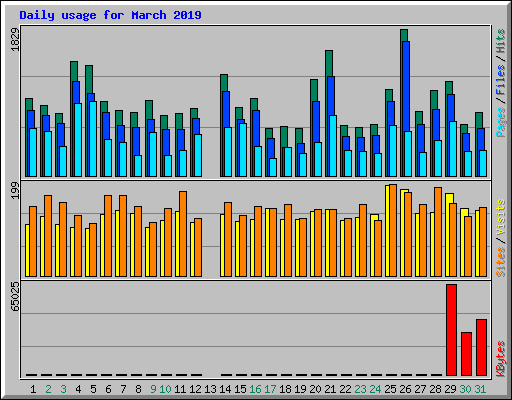 Daily usage for March 2019
1829
Pages / Files / Hits
199
Sites / Visits
65025
KBytes
1 2 3 4 5 6 7 8 9 10 11 12 13 14 15 16 17 18 19 20 21 22 23 24 25 26 27 28 29 30 31